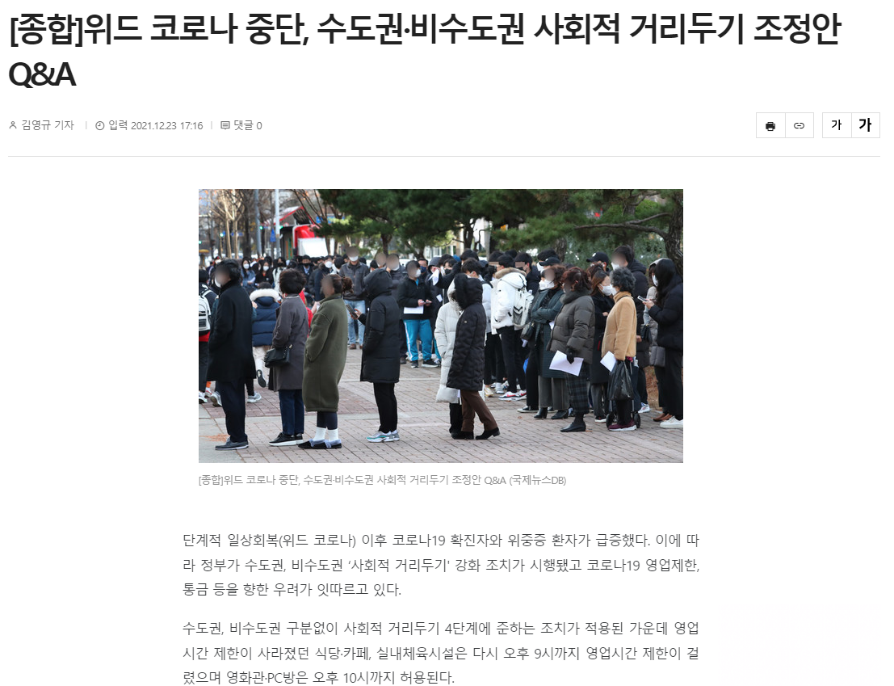 [종합]위드 코로나 중단, 수도권·비수도권 사회적 거리두기 조정안
Q&A
김영규 기자 입력 2021.12.23 17:16 댓글 0
가 가
[종합]위드 코로나 중단, 수도권·비수도권 사회적 거리두기 조정안 Q&A (국제뉴스DB)
단계적 일상회복(위드 코로나) 이후 코로나19 확진자와 위중증 환자가 급증했다. 이에 따
라 정부가 수도권, 비수도권 '사회적 거리두기' 강화 조치가 시행됐고 코로나19 영업제한,
통금 등을 향한 우려가 잇따르고 있다.
수도권, 비수도권 구분없이 사회적 거리두기 4단계에 준하는 조치가 적용된 가운데 영업
시간 제한이 사라졌던 식당·카페, 실내체육시설은 다시 오후 9시까지 영업시간 제한이 걸
렸으며 영화관·PC방은 오후 10시까지 허용된다.